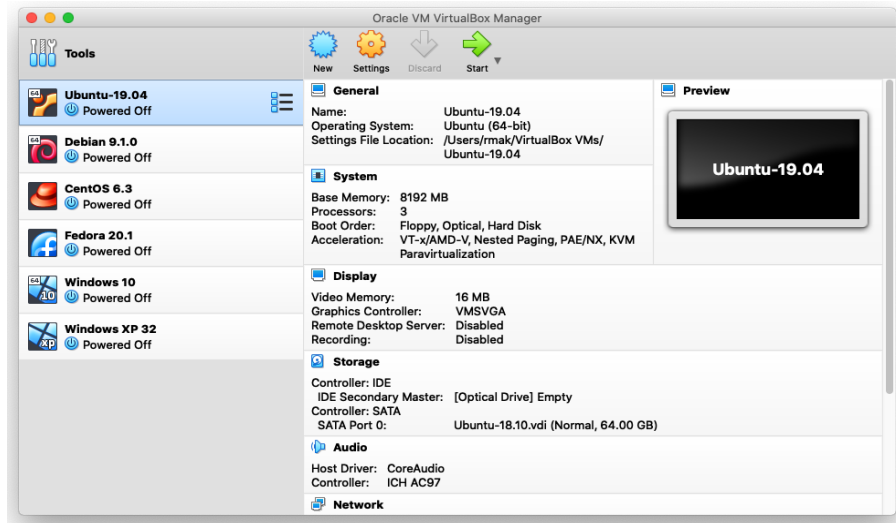 Oracle VM VirtualBox Manager
Tools
New Settings Discard Start
64
Ubuntu-19.04
Powered Off
64
Debian 9.1.0
Powered Off
CentOS 6.3
Powered Off
Fedora 20.1
Powered Off
64
10
Windows 10
Powered Off
xp
Windows XP 32
Powered Off
General
Name: Ubuntu-19.04
Operating System: Ubuntu (64-bit)
Settings File Location: /Users/rmak/VirtualBox VMs/
Ubuntu-19.04
System
Base Memory: 8192 MB
Processors: 3
Boot Order: Floppy, Optical, Hard Disk
Acceleration: VT-x/AMD-V, Nested Paging, PAE/NX, KVM
Paravirtualization
Preview
Ubuntu-19.04
Display
Video Memory: 16 MB
Graphics Controller: VMSVGA
Remote Desktop Server: Disabled
Recording: Disabled
Storage
Controller: IDE
IDE Secondary Master: [Optical Drive] Empty
Controller: SATA
SATA Port 0: Ubuntu-18.10.vdi (Normal, 64.00 GB)
Audio
Host Driver: CoreAudio
Controller: ICH AC97
Network